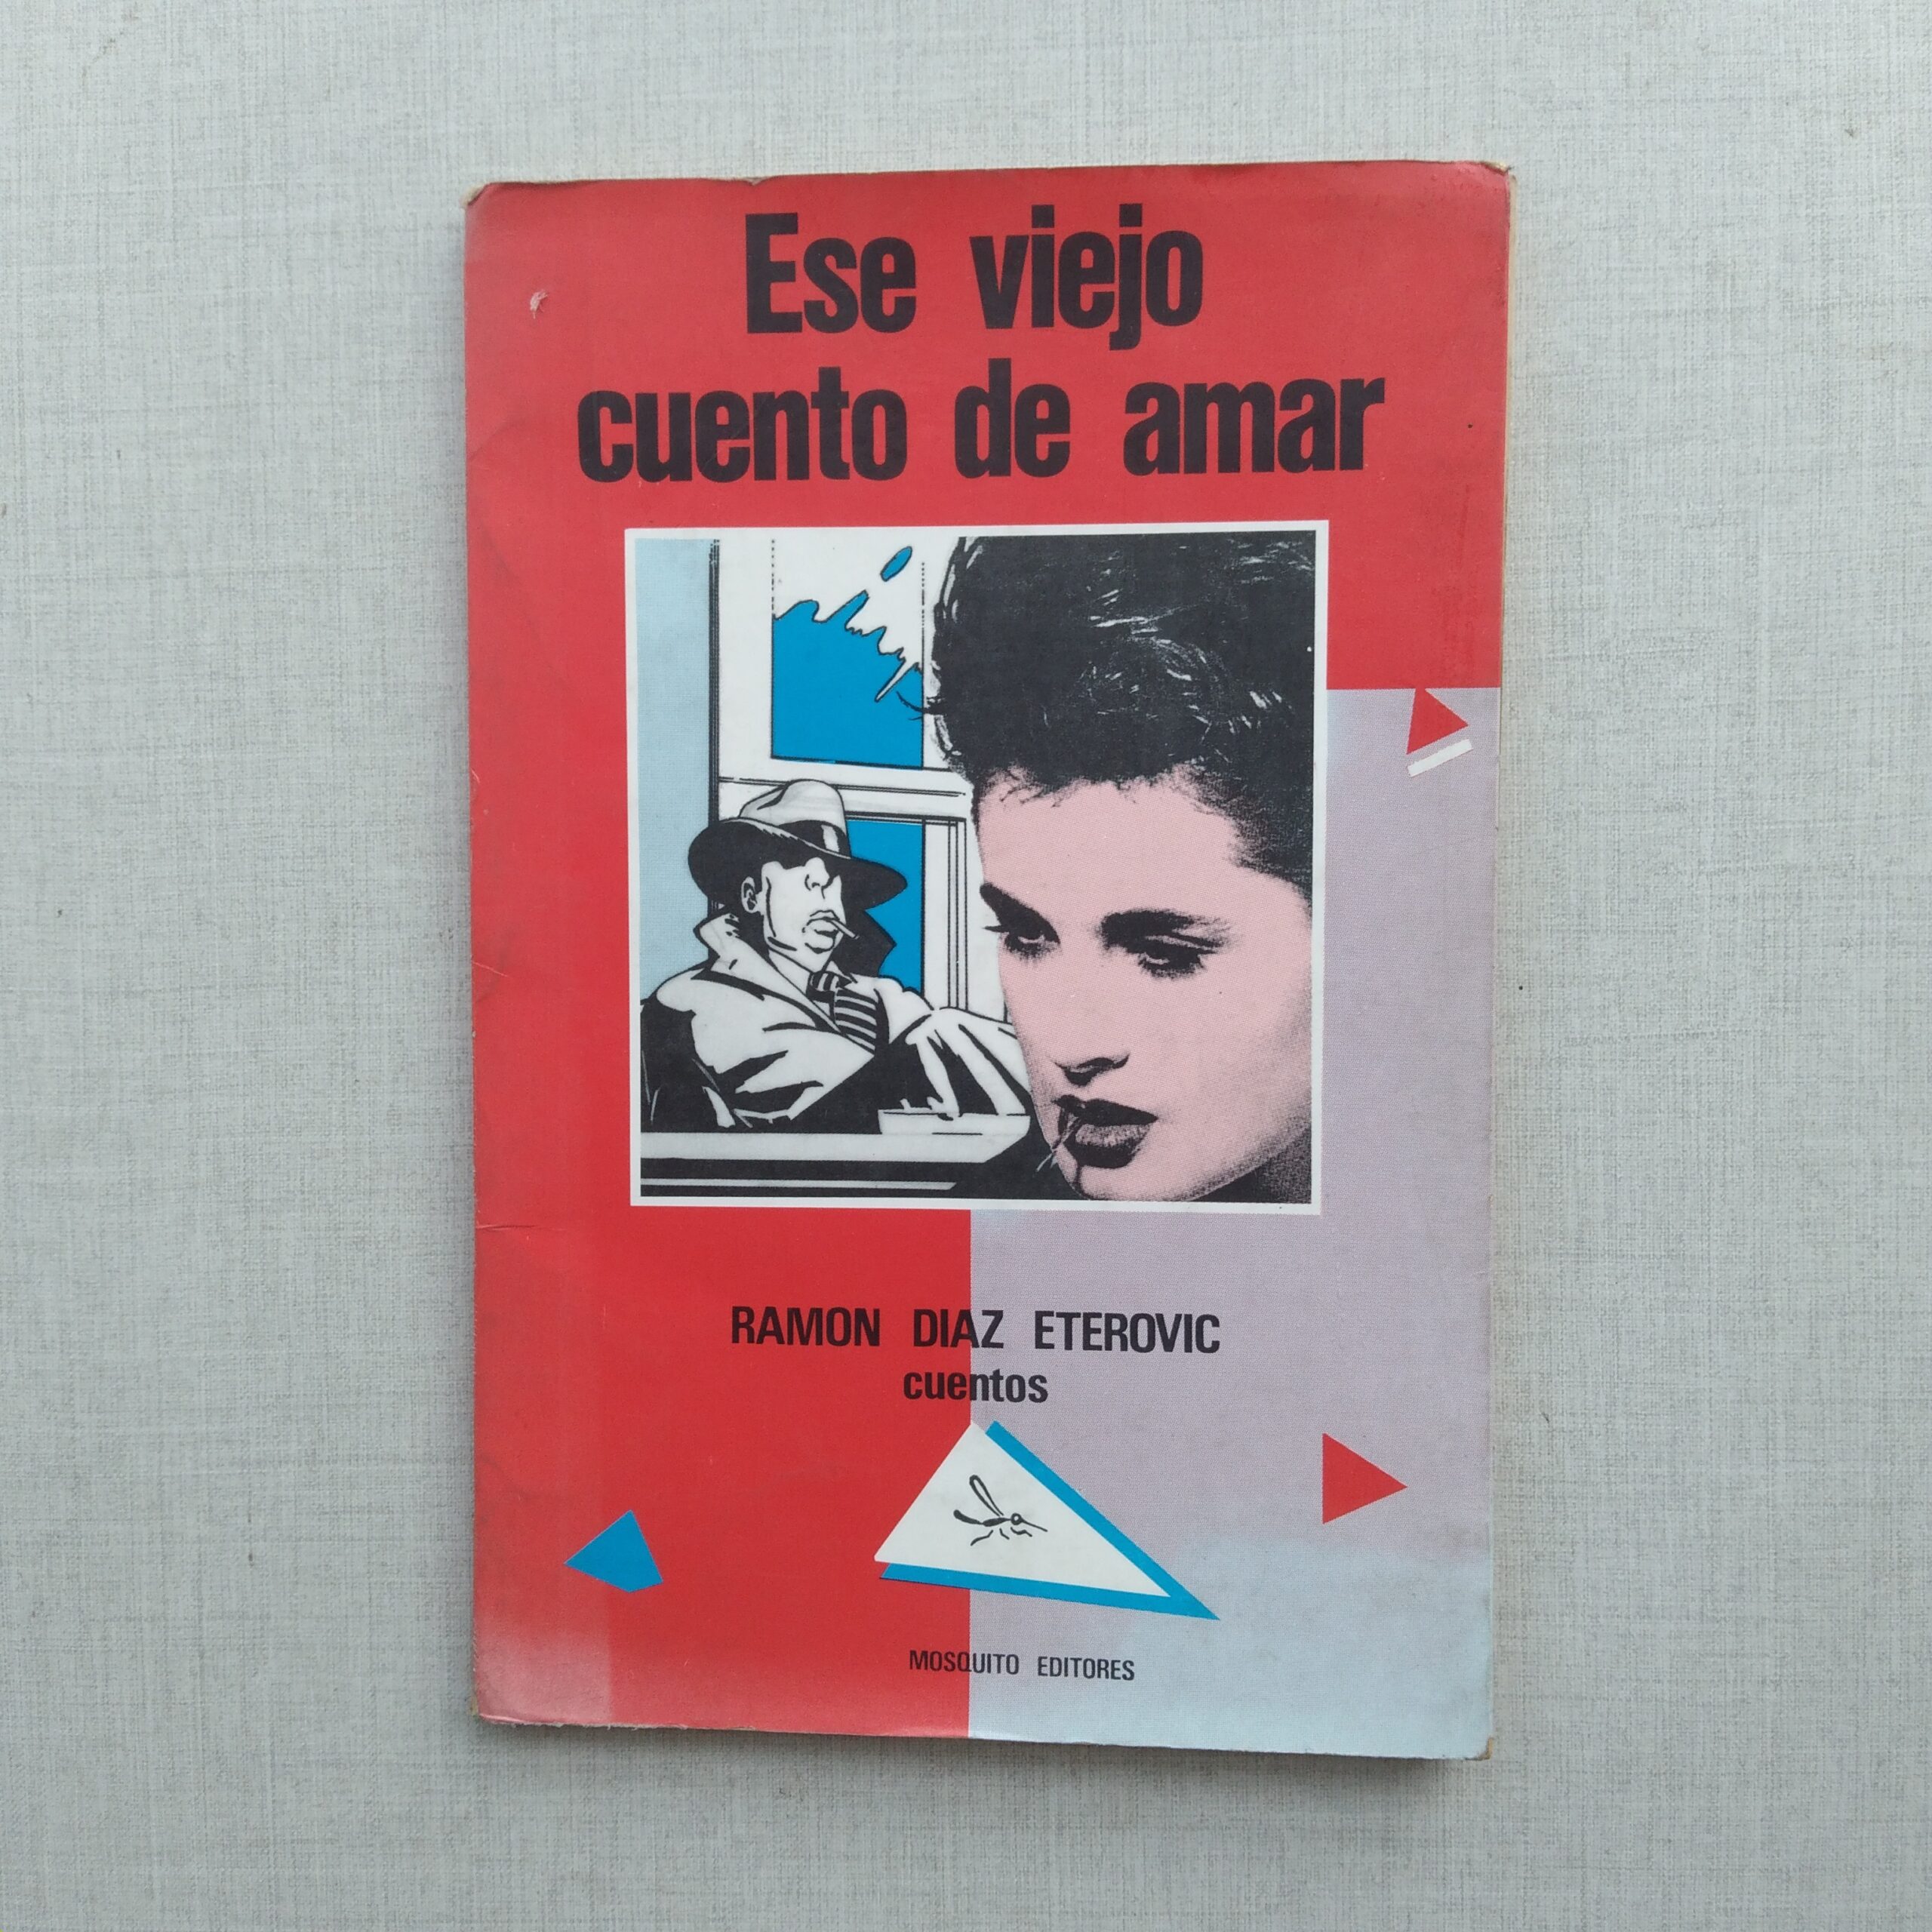 Ese viejo
cuento de amar
RAMON DIAZ ETEROVIC
cuentos
MOSQUITO EDITORES